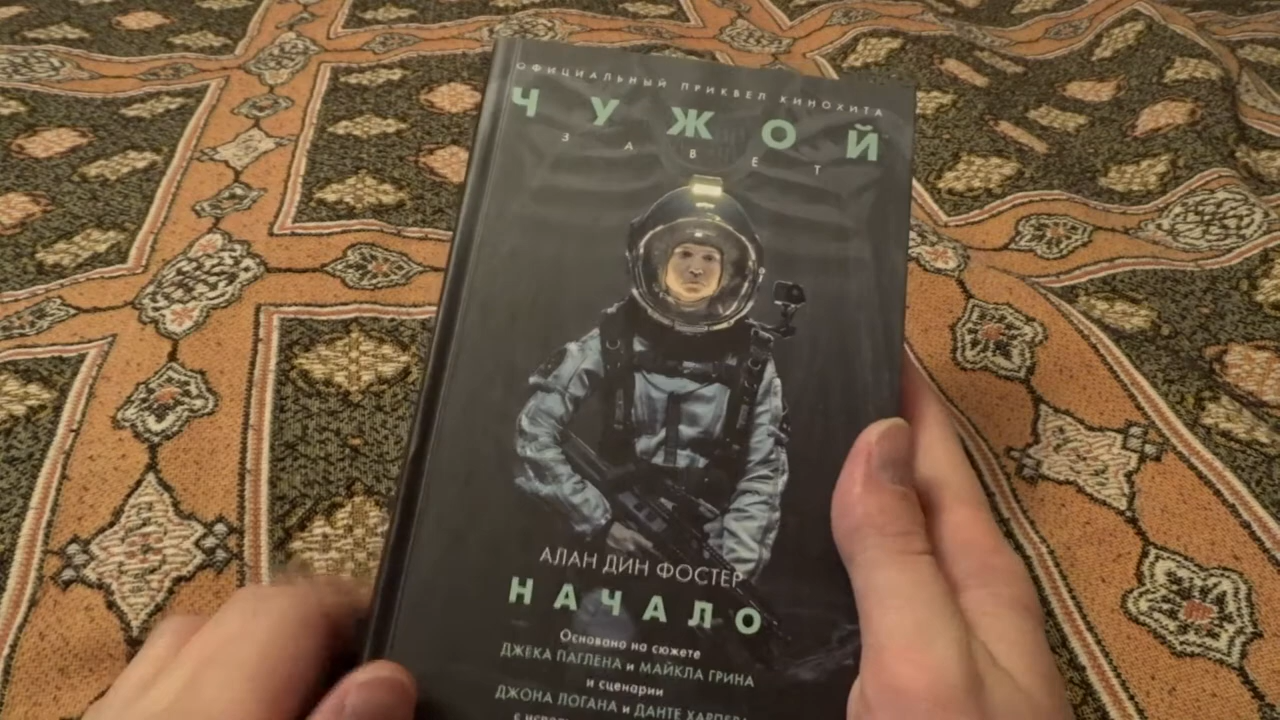 ОФИЦИАЛЬНЫЙ ПРИКВЕЛ КИНОХИТА
ЧУЖОЙ
ЗАВЕТ
АЛАН ДИН ФОСТЕР
НАЧАЛО
Основано на сюжете
ДЖЕКА ПАГЛЕНА и МАЙКЛА ГРИНА
и сценарии
ДЖОНА ЛОГАНА и ДАНТЕ ХАРПЕРА